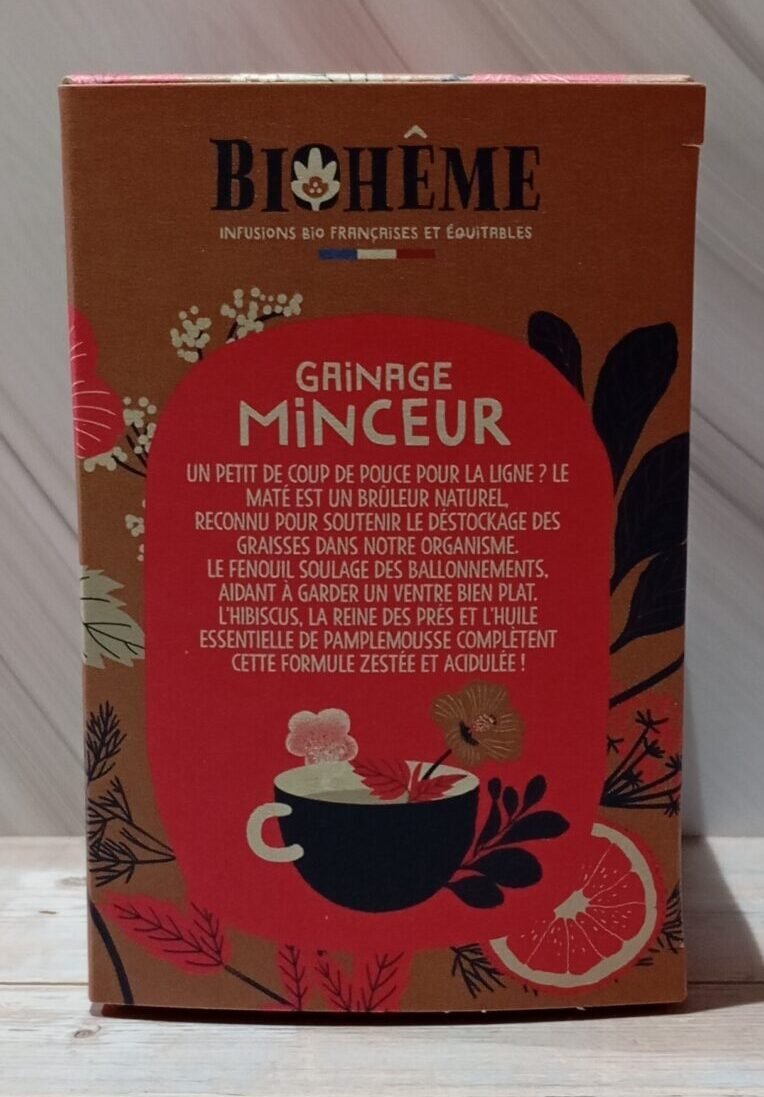 BIOHÊME
INFUSIONS BIO FRANÇAISES ET ÉQUITABLES
GAINAGE
MINCEUR
UN PETIT DE COUP DE POUCE POUR LA LIGNE ? LE
MATÉ EST UN BRÛLEUR NATUREL,
RECONNU POUR SOUTENIR LE DÉSTOCKAGE DES
GRAISSES DANS NOTRE ORGANISME.
LE FENOUIL SOULAGE DES BALLONNEMENTS,
AIDANT À GARDER UN VENTRE BIEN PLAT.
L'HIBISCUS, LA REINE DES PRÉS ET L'HUILE
ESSENTIELLE DE PAMPLEMOUSSE COMPLÈTENT
CETTE FORMULE ZESTÉE ET ACIDULÉE !